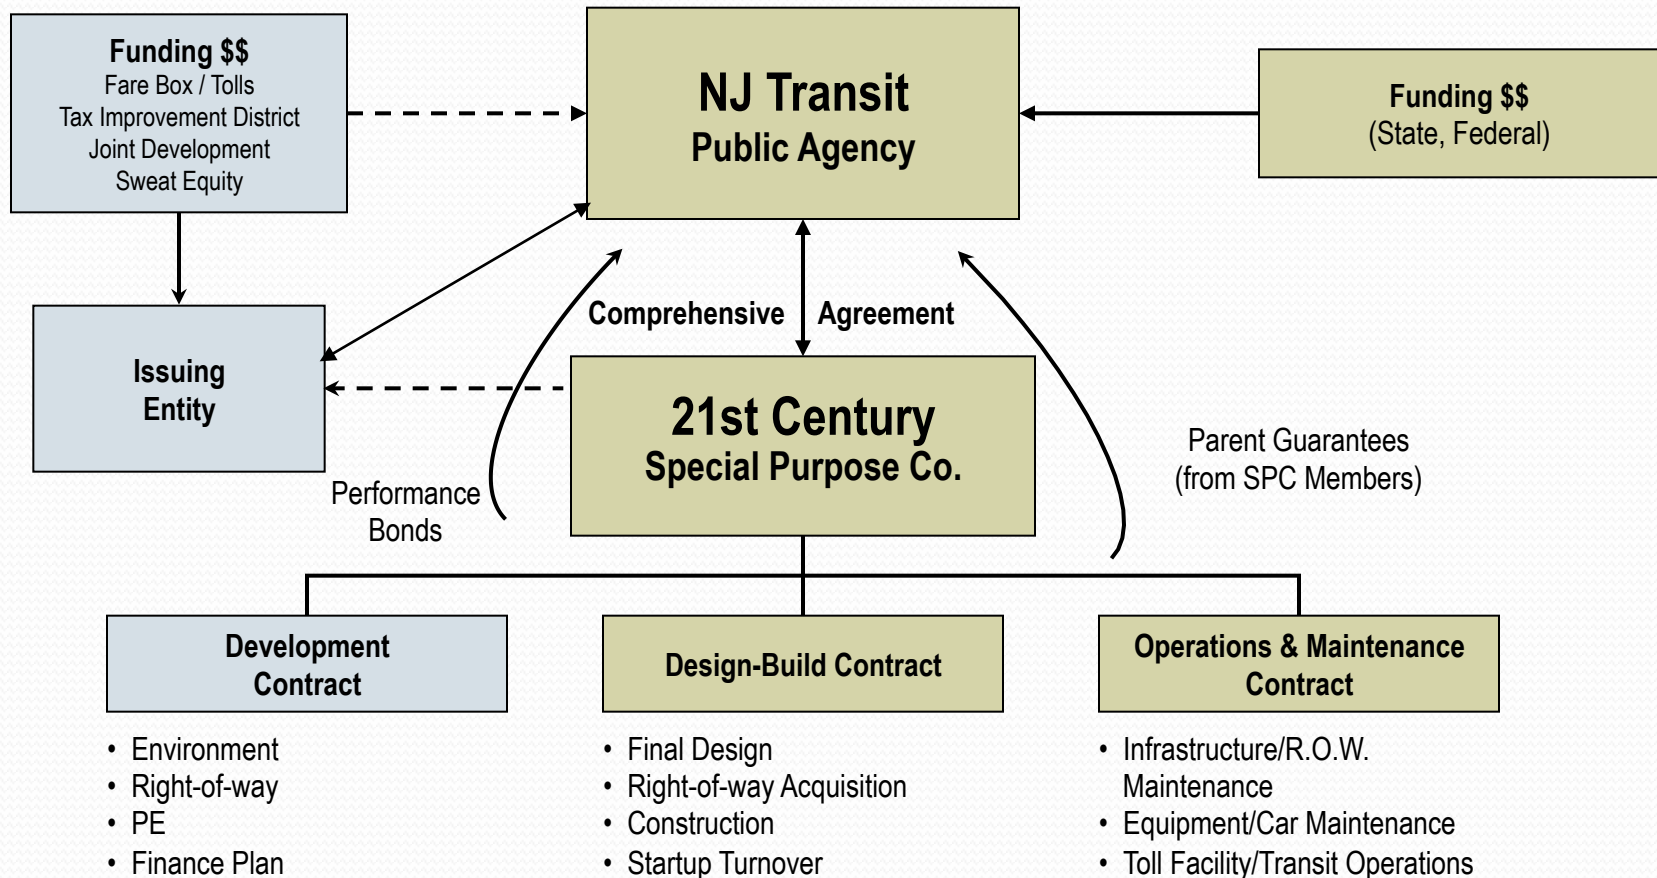 Funding $$
Fare Box / Tolls
Tax Improvement District
Joint Development
Sweat Equity
NJ Transit
Public Agency
Funding $$
(State, Federal)
Comprehensive Agreement
Issuing
Entity
21st Century
Special Purpose Co.
Performance
Bonds
Parent Guarantees
(from SPC Members)
Development
Contract
• Environment
• Right-of-way
• PE
• Finance Plan
Design-Build Contract
• Final Design
• Right-of-way Acquisition
• Construction
• Startup Turnover
Operations & Maintenance
Contract
• Infrastructure/R.O.W.
Maintenance
• Equipment/Car Maintenance
• Toll Facility/Transit Operations